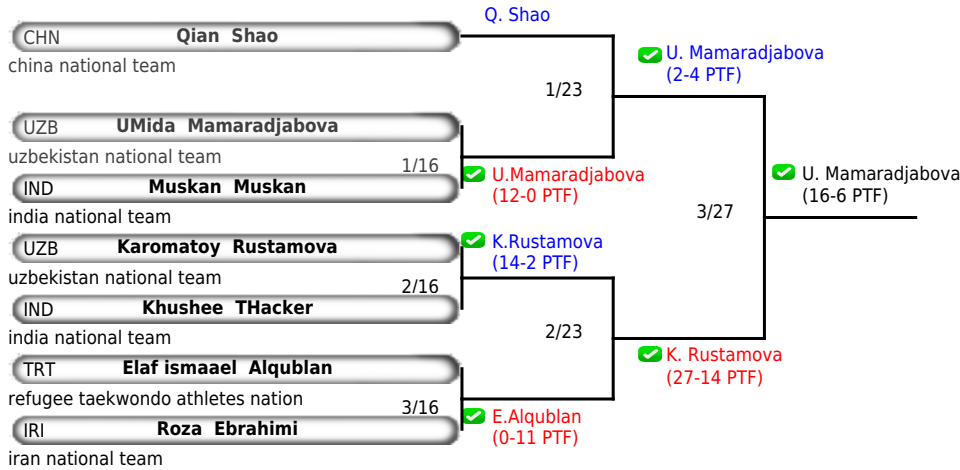 Q. Shao
CHN Qian Shao
china national team
U. Mamaradjabova
(2-4 PTF)
1/23
UZB UMida Mamaradjabova
uzbekistan national team
1/16
IND Muskan Muskan
india national team
U.Mamaradjabova
(12-0 PTF)
U. Mamaradjabova
(16-6 PTF)
3/27
UZB Karomatoy Rustamova
uzbekistan national team
K.Rustamova
(14-2 PTF)
2/16
IND Khushee THacker
india national team
2/23
TRT Elaf ismaael Alqublan
refugee taekwondo athletes nation
K. Rustamova
(27-14 PTF)
3/16
IRI Roza Ebrahimi
iran national team
E.Alqublan
(0-11 PTF)